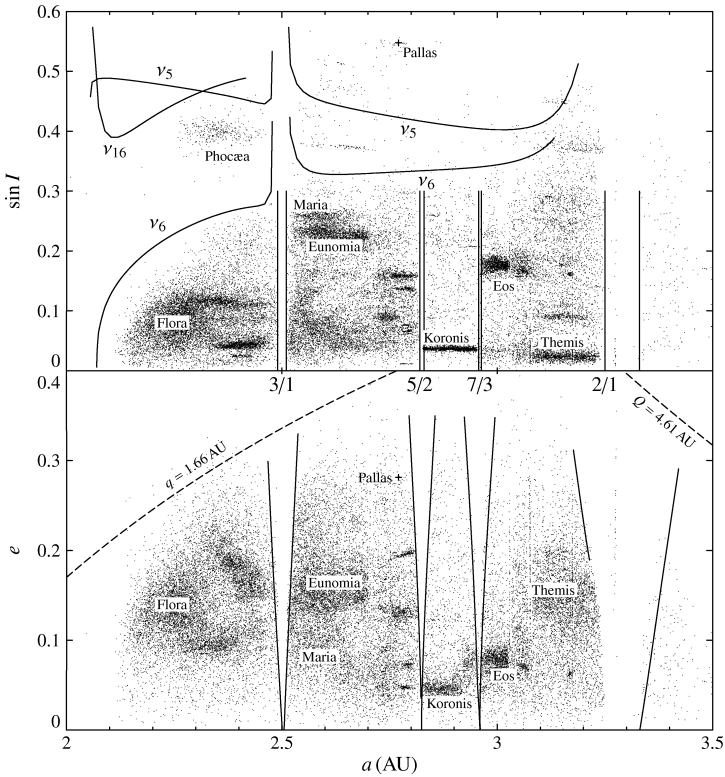 0.6
0.5
0.4
0.3
0.2
0.1
0
sin I
ν5
ν16
Phocæa
ν6
Pallas
ν5
ν6
Maria
Eunomia
Flora
Eos
Koronis
Themis
3/1
5/2
7/3
2/1
0.4
0.3
0.2
0.1
0
e
q = 1.66 AU
Q = 4.61 AU
Pallas
Flora
Eunomia
Themis
Maria
Eos
Koronis
2
2.5
3
3.5
a (AU)